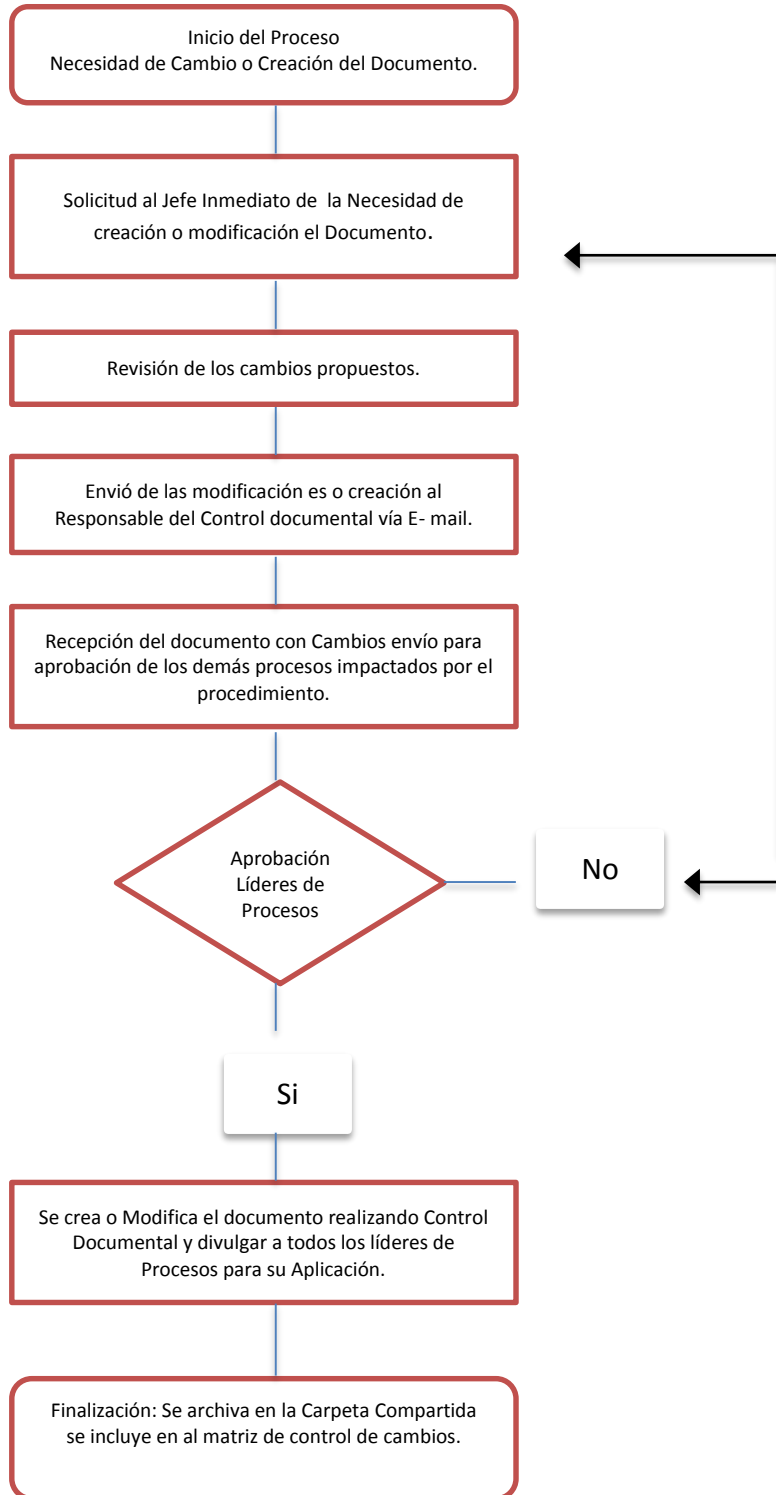 Inicio del Proceso
Necesidad de Cambio o Creación del Documento.
Solicitud al Jefe Inmediato de la Necesidad de
creación o modificación el Documento.
Revisión de los cambios propuestos.
Envió de las modificación es o creación al
Responsable del Control documental vía E- mail.
Recepción del documento con Cambios envío para
aprobación de los demás procesos impactados por el
procedimiento.
Aprobación
Líderes de
Procesos
No
Si
Se crea o Modifica el documento realizando Control
Documental y divulgar a todos los líderes de
Procesos para su Aplicación.
Finalización: Se archiva en la Carpeta Compartida
se incluye en al matriz de control de cambios.